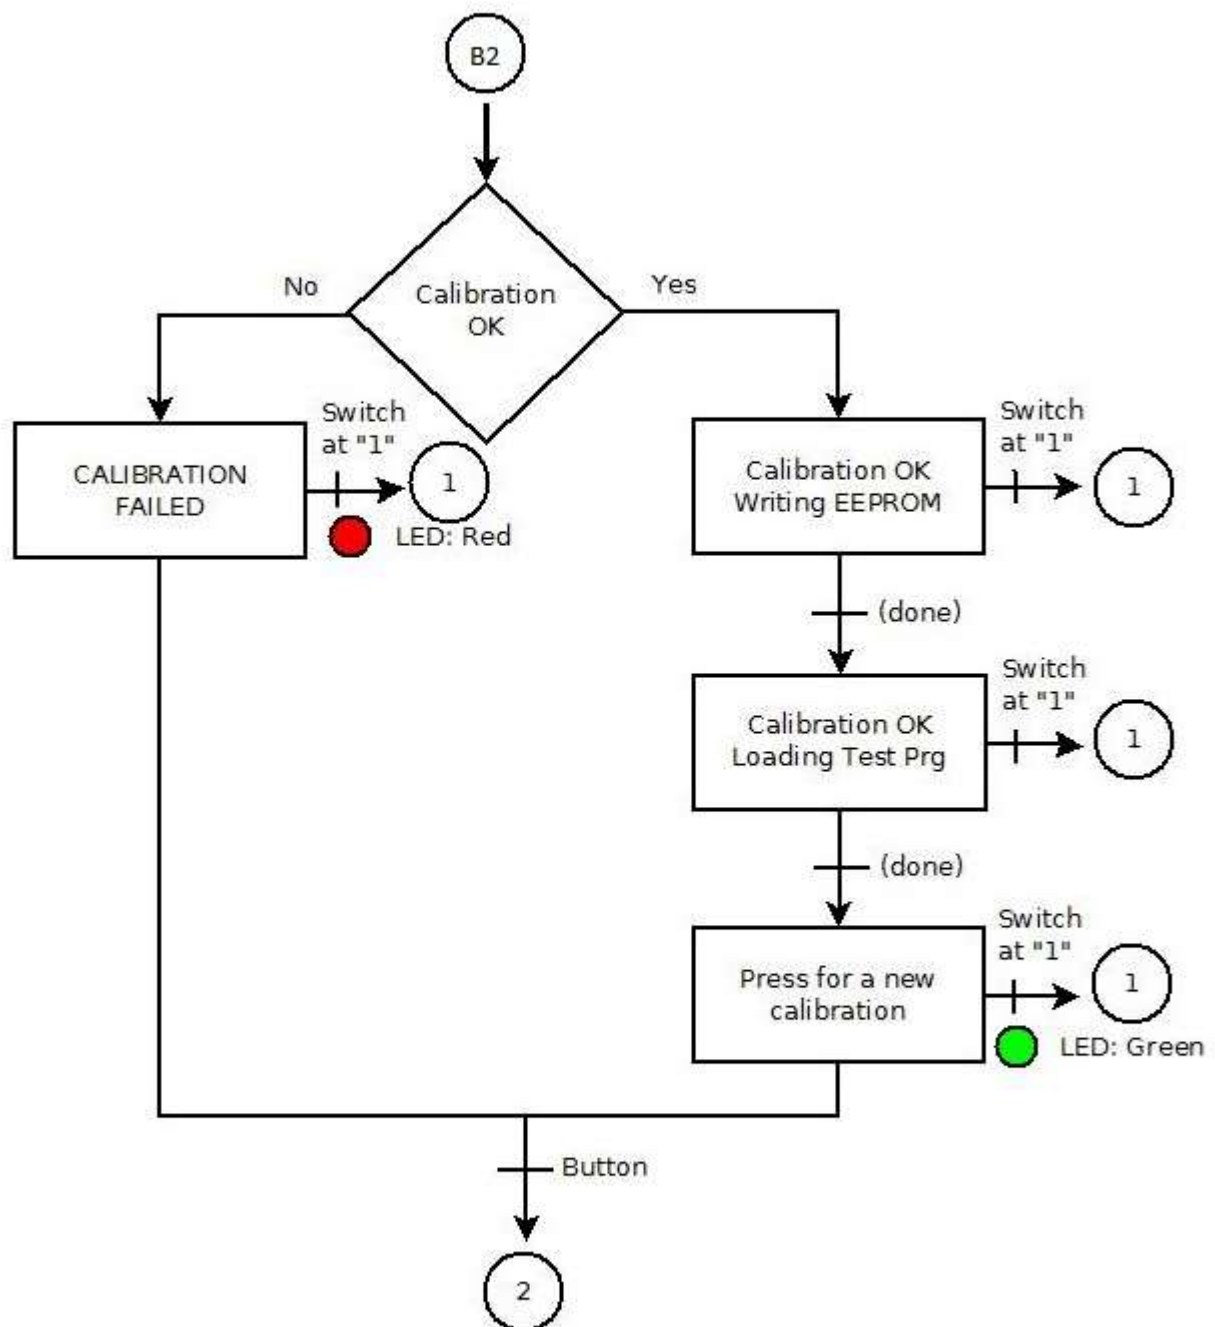 B2
No
Calibration
OK
Yes
Switch
at "1"
CALIBRATION
FAILED
1
LED: Red
Switch
at "1"
Calibration OK
Writing EEPROM
1
(done)
Switch
at "1"
Calibration OK
Loading Test Prg
1
(done)
Switch
at "1"
Press for a new
calibration
1
LED: Green
Button
2